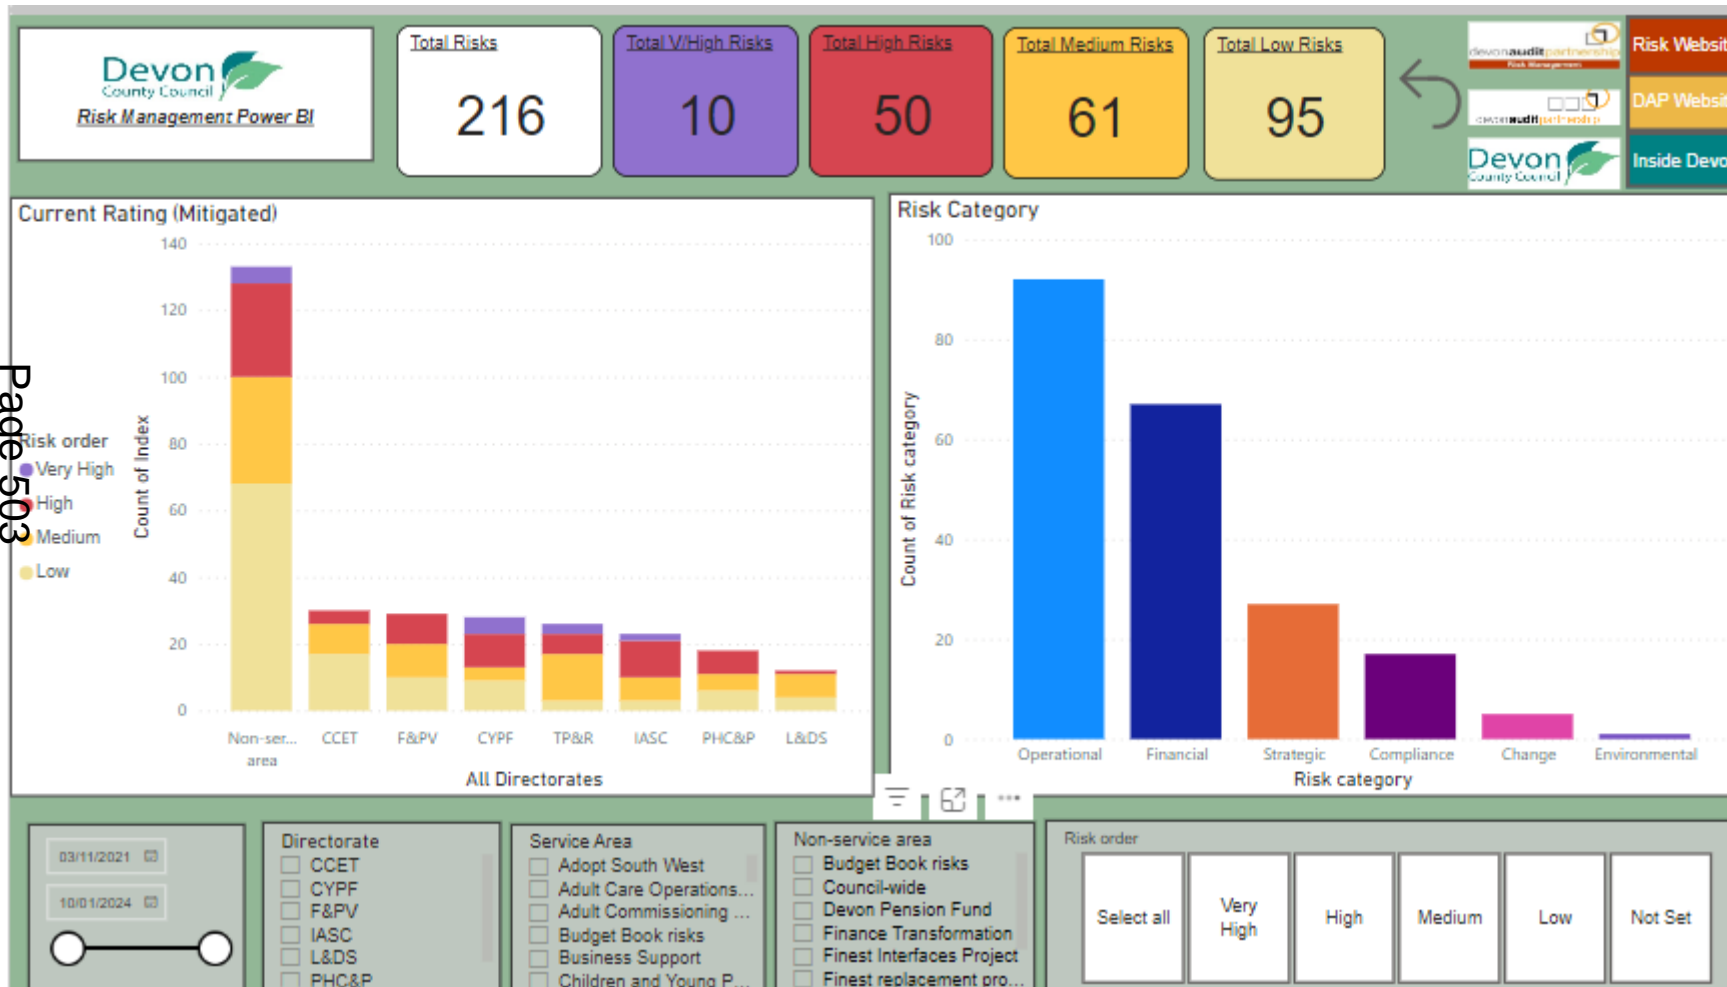 Devon
County Council
Risk Management Power BI
Total Risks
216
Total V/High Risks
10
Total High Risks
50
Total Medium Risks
61
Total Low Risks
95
devonauditpartnership
Risk Management
devonauditpartnership
Devon
County Council
Risk Websit
DAP Websit
Inside Devo
Current Rating (Mitigated)
140
120
100
80
60
40
20
0
Count of Index
Risk order
Very High
High
Medium
Low
Non-ser...
area
CCET
F&PV
CYPF
TP&R
IASC
PHC&P
L&DS
All Directorates
Page 503
Risk Category
100
80
60
40
20
0
Count of Risk category
Operational
Financial
Strategic
Compliance
Change
Environmental
Risk category
03/11/2021
10/01/2024
Directorate
CCET
CYPF
F&PV
IASC
L&DS
PHC&P
Service Area
Adopt South West
Adult Care Operations...
Adult Commissioning ...
Budget Book risks
Business Support
Children and Young P...
Non-service area
Budget Book risks
Council-wide
Devon Pension Fund
Finance Transformation
Finest Interfaces Project
Finest replacement pro...
Risk order
Select all
Very
High
High
Medium
Low
Not Set